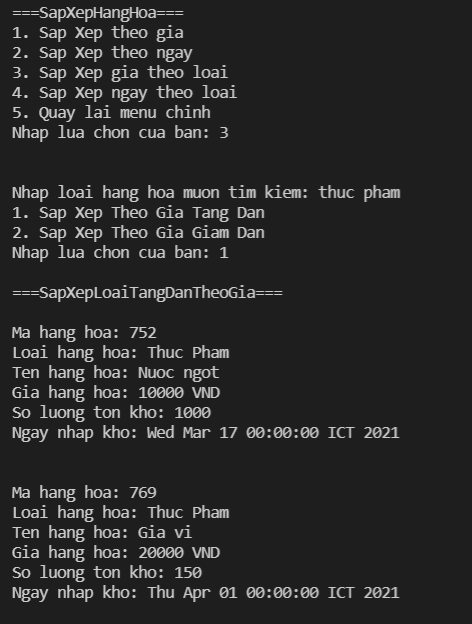 ===SapXepHangHoa===
1. Sap Xep theo gia
2. Sap Xep theo ngay
3. Sap Xep gia theo loai
4. Sap Xep ngay theo loai
5. Quay lai menu chinh
Nhap lua chon cua ban: 3
Nhap loai hang hoa muon tim kiem: thuc pham
1. Sap Xep Theo Gia Tang Dan
2. Sap Xep Theo Gia Giam Dan
Nhap lua chon cua ban: 1
===SapXepLoaiTangDanTheoGia===
Ma hang hoa: 752
Loai hang hoa: Thuc Pham
Ten hang hoa: Nuoc ngot
Gia hang hoa: 10000 VND
So luong ton kho: 1000
Ngay nhap kho: Wed Mar 17 00:00:00 ICT 2021
Ma hang hoa: 769
Loai hang hoa: Thuc Pham
Ten hang hoa: Gia vi
Gia hang hoa: 20000 VND
So luong ton kho: 150
Ngay nhap kho: Thu Apr 01 00:00:00 ICT 2021